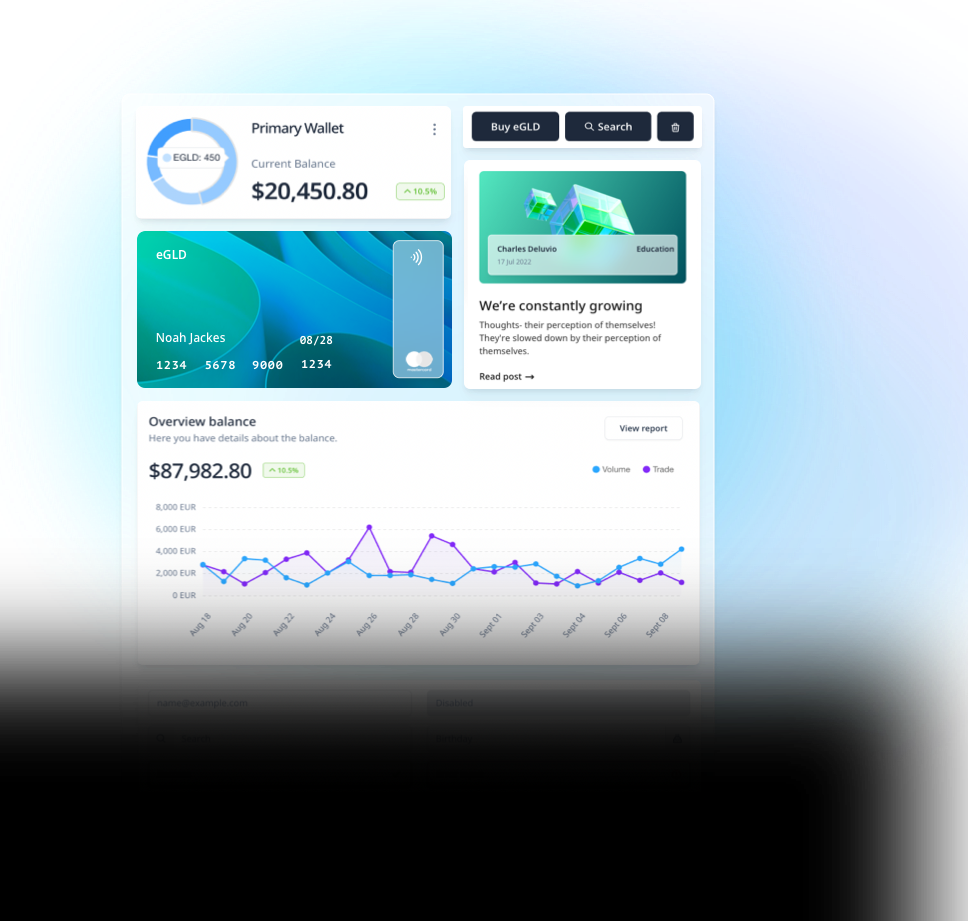 Primary Wallet
EGLD: 450
Current Balance
$20,450.80
10.5%
Buy eGLD
Search
eGLD
Noah Jackes
08/28
1234 5678 9000 1234
mastercard
Charles Deluvio
Education
17 Jul 2022
We’re constantly growing
Thoughts- their perception of themselves!
They’re slowed down by their perception of
themselves.
Read post →
Overview balance
Here you have details about the balance.
View report
$87,982.80
10.5%
Volume
Trade
8,000 EUR
6,000 EUR
4,000 EUR
2,000 EUR
0 EUR
Aug 18
Aug 20
Aug 22
Aug 24
Aug 26
Aug 28
Aug 30
Sept 01
Sept 03
Sept 04
Sept 06
Sept 08
name@example.com
Disabled